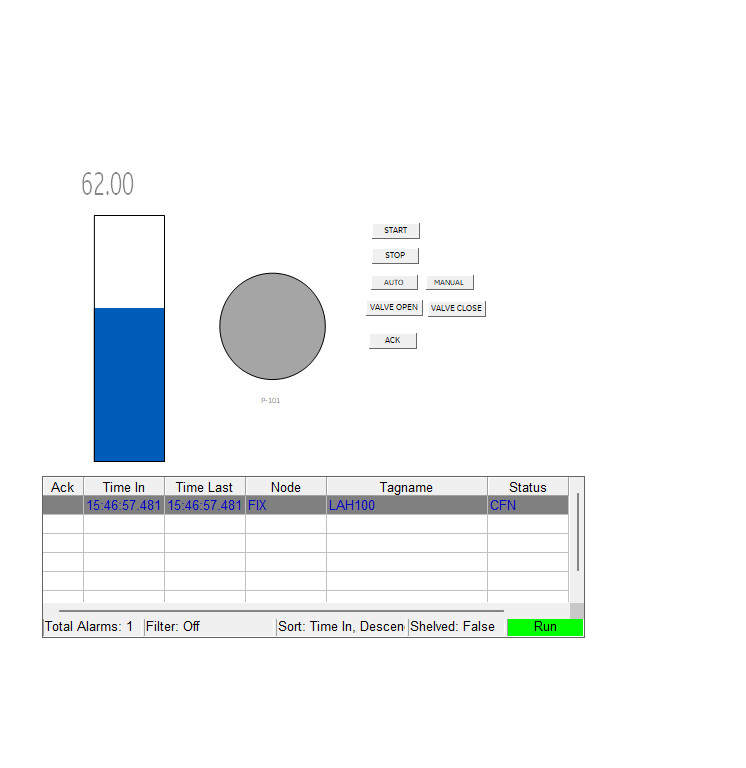 62.00
START
STOP
AUTO MANUAL
VALVE OPEN VALVE CLOSE
ACK
P-101
Ack Time In Time Last Node Tagname Status
15:46:57.481 15:46:57.481 FIX LAH100 CFN
Total Alarms: 1 Filter: Off Sort: Time In, Descen Shelved: False Run